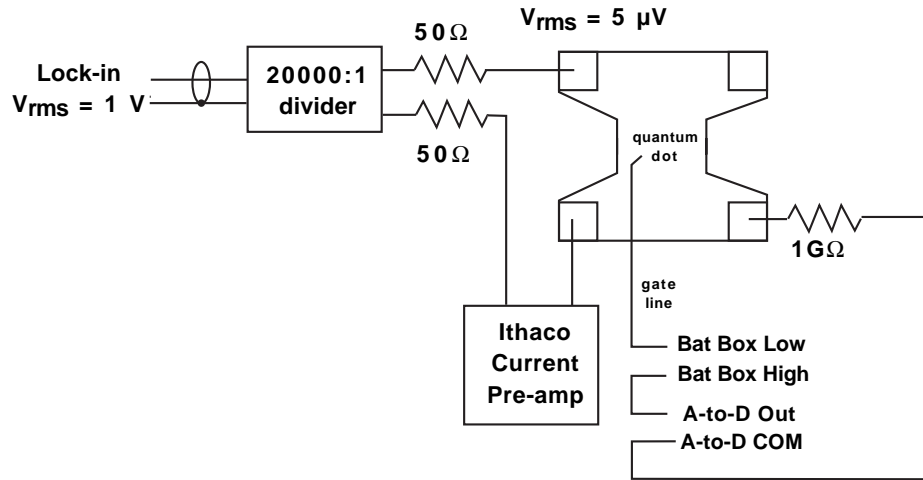 Vrms = 5 µV
50Ω
Lock-in
Vrms = 1 V
20000:1
divider
50Ω
quantum
dot
1GΩ
gate
line
Ithaco
Current
Pre-amp
Bat Box Low
Bat Box High
A-to-D Out
A-to-D COM